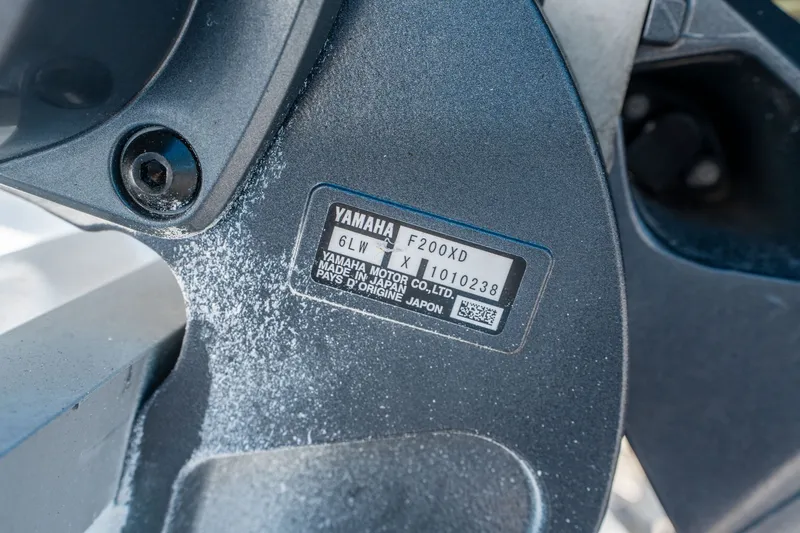 YAMAHA F200XD
6LW X 1010238
YAMAHA MOTOR CO.,LTD.
MADE IN JAPAN
PAYS D'ORIGINE JAPON